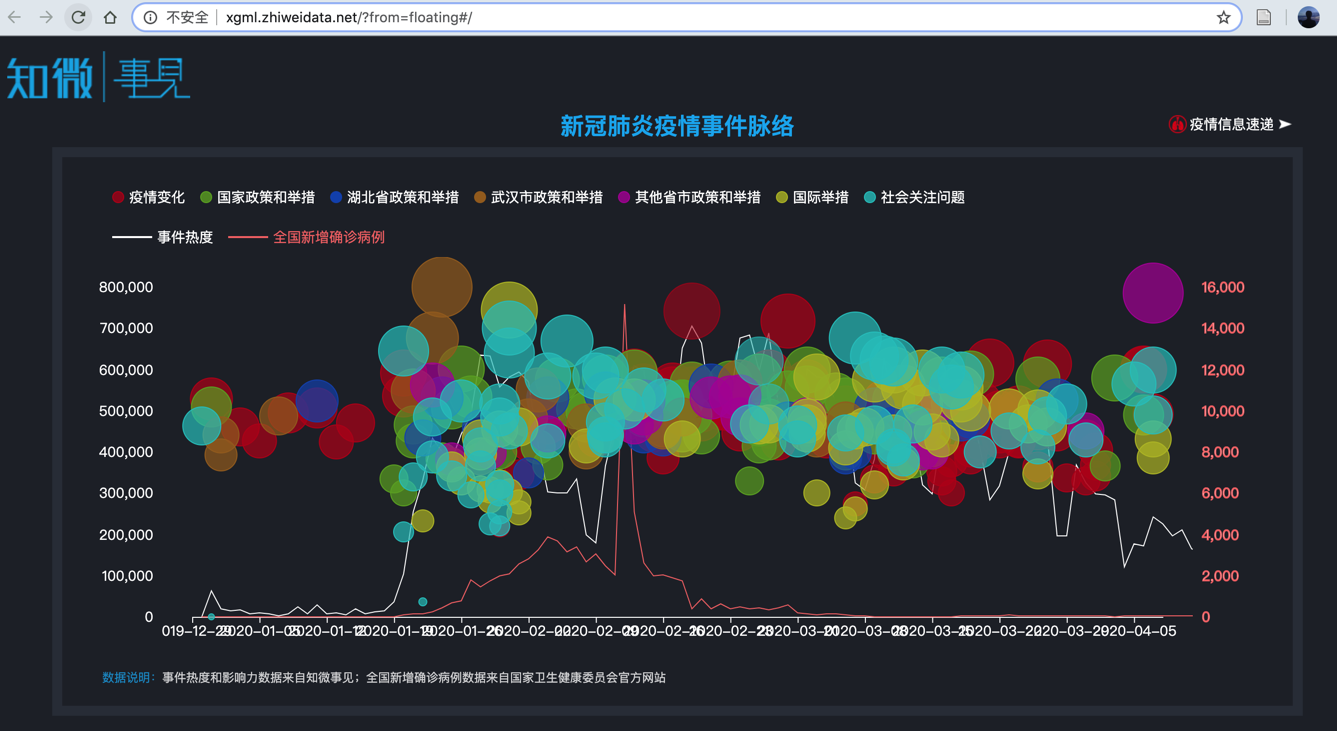 不安全 xgml.zhiweidata.net/?from=floating#/
知微 事見
新冠肺炎疫情事件脉络
疫情信息速递
疫情变化 国家政策和举措 湖北省政策和举措 武汉市政策和举措 其他省市政策和举措 国际举措 社会关注问题
事件热度 全国新增确诊病例
800,000 16,000
700,000 14,000
600,000 12,000
500,000 10,000
400,000 8,000
300,000 6,000
200,000 4,000
100,000 2,000
0 0
019-12-29 2020-01-05 2020-01-12 2020-01-19 2020-01-26 2020-02-02 2020-02-09 2020-02-16 2020-02-23 2020-03-01 2020-03-08 2020-03-15 2020-03-22 2020-03-29 2020-04-05
数据说明：事件热度和影响力数据来自知微事见；全国新增确诊病例数据来自国家卫生健康委员会官方网站